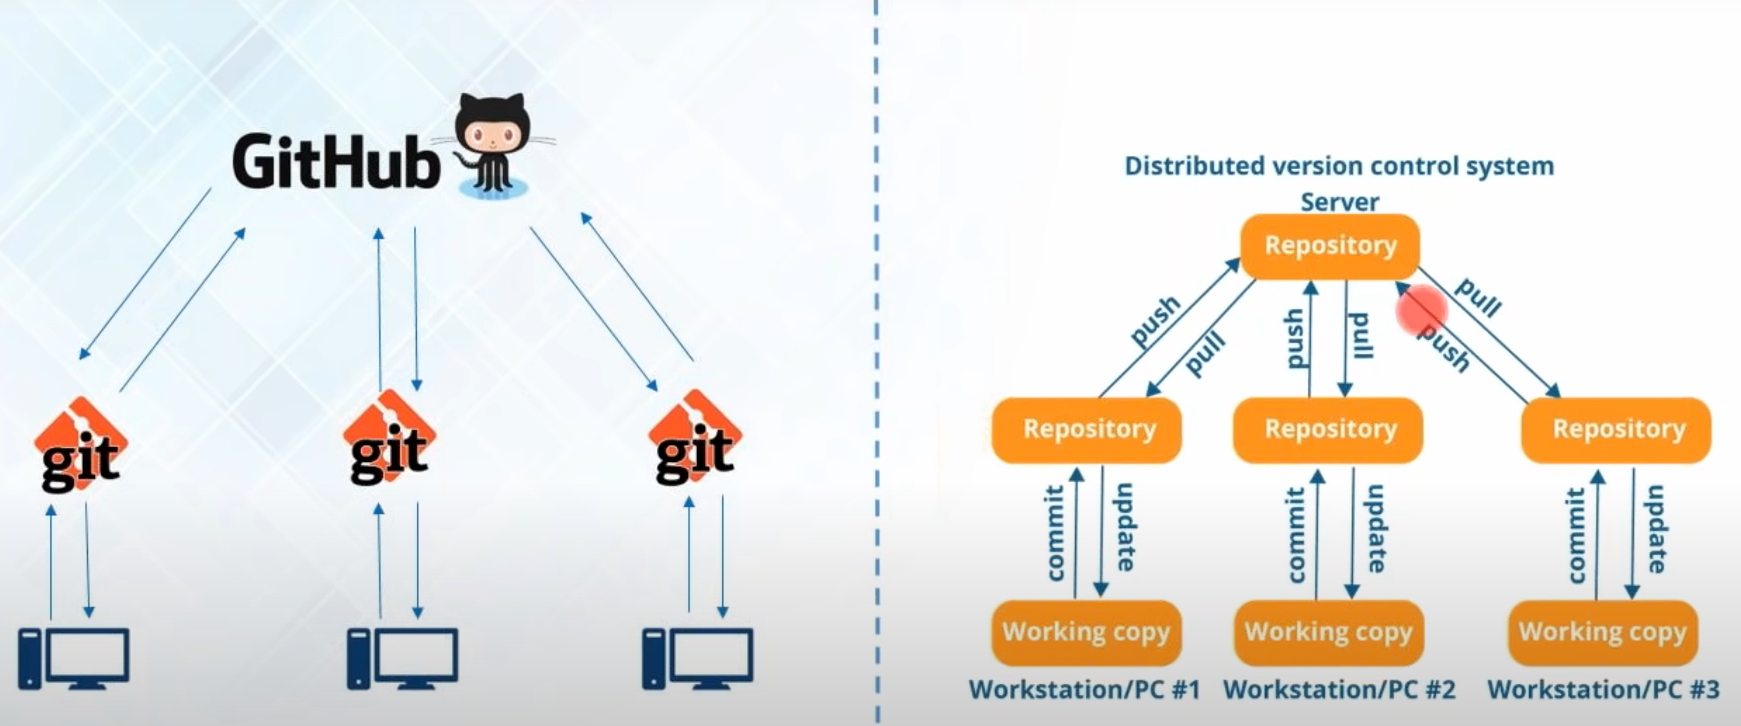 GitHub
git
git
git
Distributed version control system
Server
Repository
push
pull
push
pull
pull
push
Repository
Repository
Repository
commit
update
commit
update
commit
update
Working copy
Working copy
Working copy
Workstation/PC #1
Workstation/PC #2
Workstation/PC #3